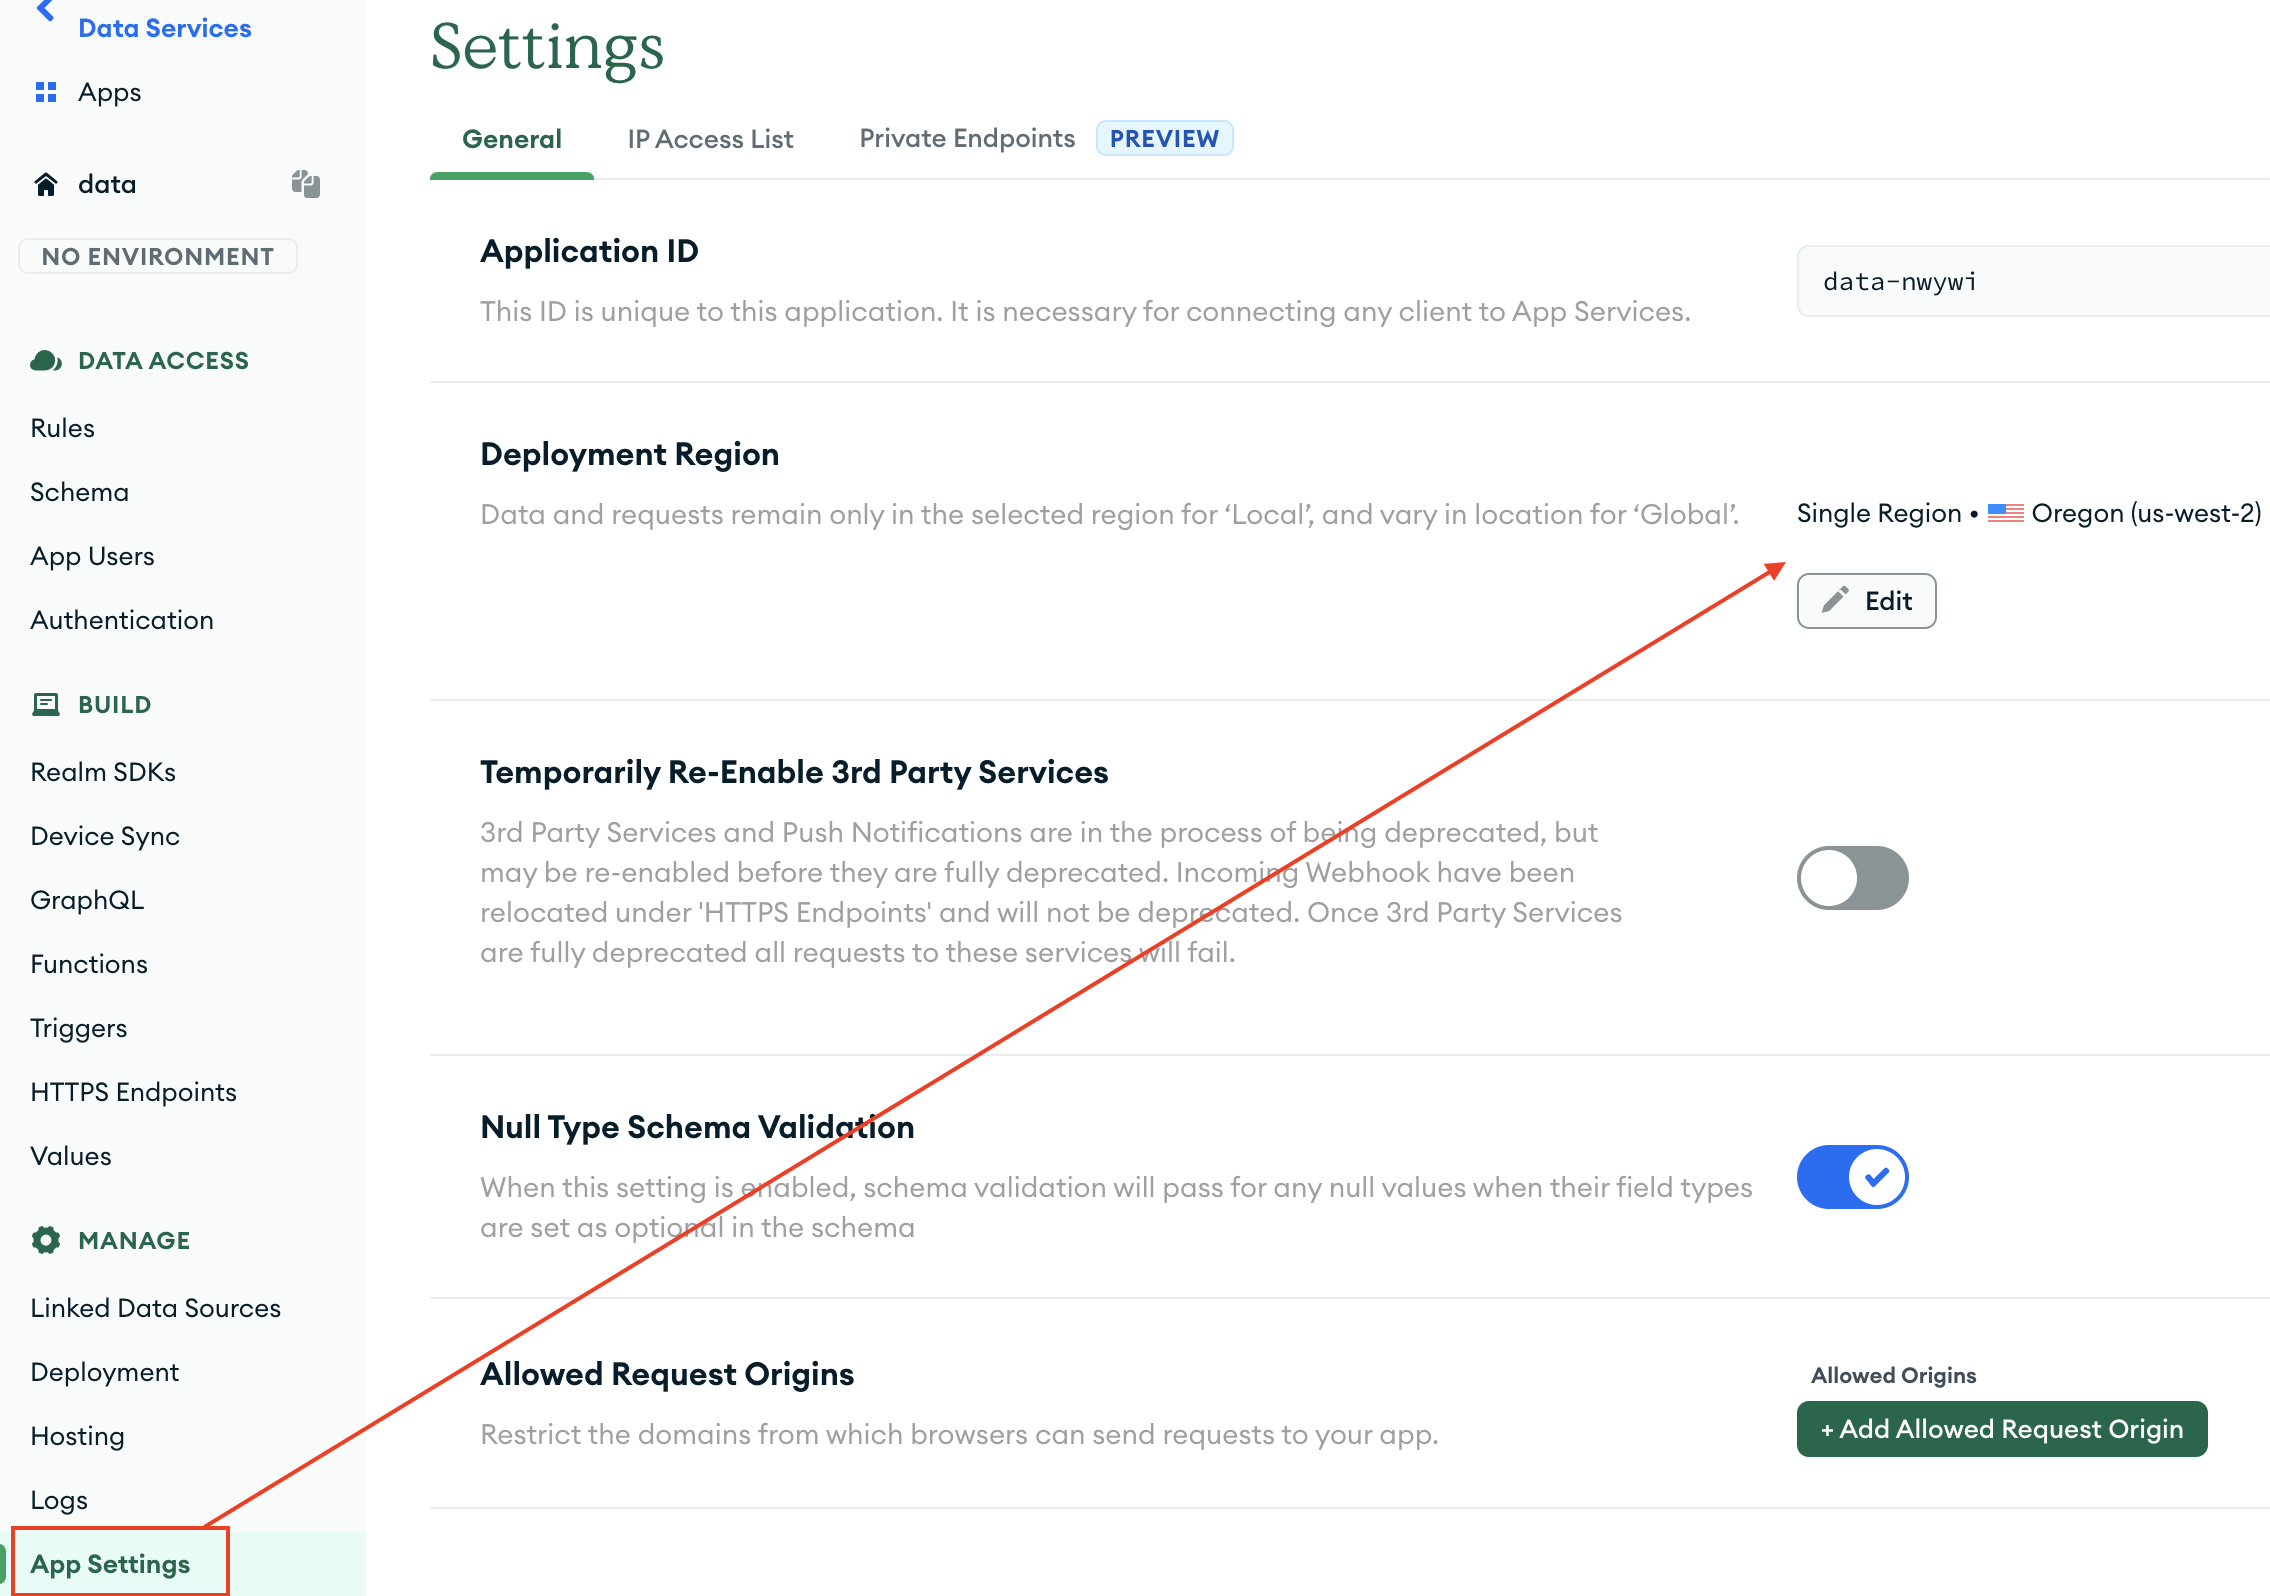 Data Services
Apps
data
NO ENVIRONMENT
DATA ACCESS
Rules
Schema
App Users
Authentication
BUILD
Realm SDKs
Device Sync
GraphQL
Functions
Triggers
HTTPS Endpoints
Values
MANAGE
Linked Data Sources
Deployment
Hosting
Logs
App Settings
Settings
General IP Access List Private Endpoints PREVIEW
Application ID
This ID is unique to this application. It is necessary for connecting any client to App Services.
data-nwywi
Deployment Region
Data and requests remain only in the selected region for ‘Local’, and vary in location for ‘Global’.
Single Region • Oregon (us-west-2)
Edit
Temporarily Re-Enable 3rd Party Services
3rd Party Services and Push Notifications are in the process of being deprecated, but
may be re-enabled before they are fully deprecated. Incoming Webhook have been
relocated under 'HTTPS Endpoints' and will not be deprecated. Once 3rd Party Services
are fully deprecated all requests to these services will fail.
Null Type Schema Validation
When this setting is enabled, schema validation will pass for any null values when their field types
are set as optional in the schema
Allowed Request Origins
Restrict the domains from which browsers can send requests to your app.
Allowed Origins
+ Add Allowed Request Origin